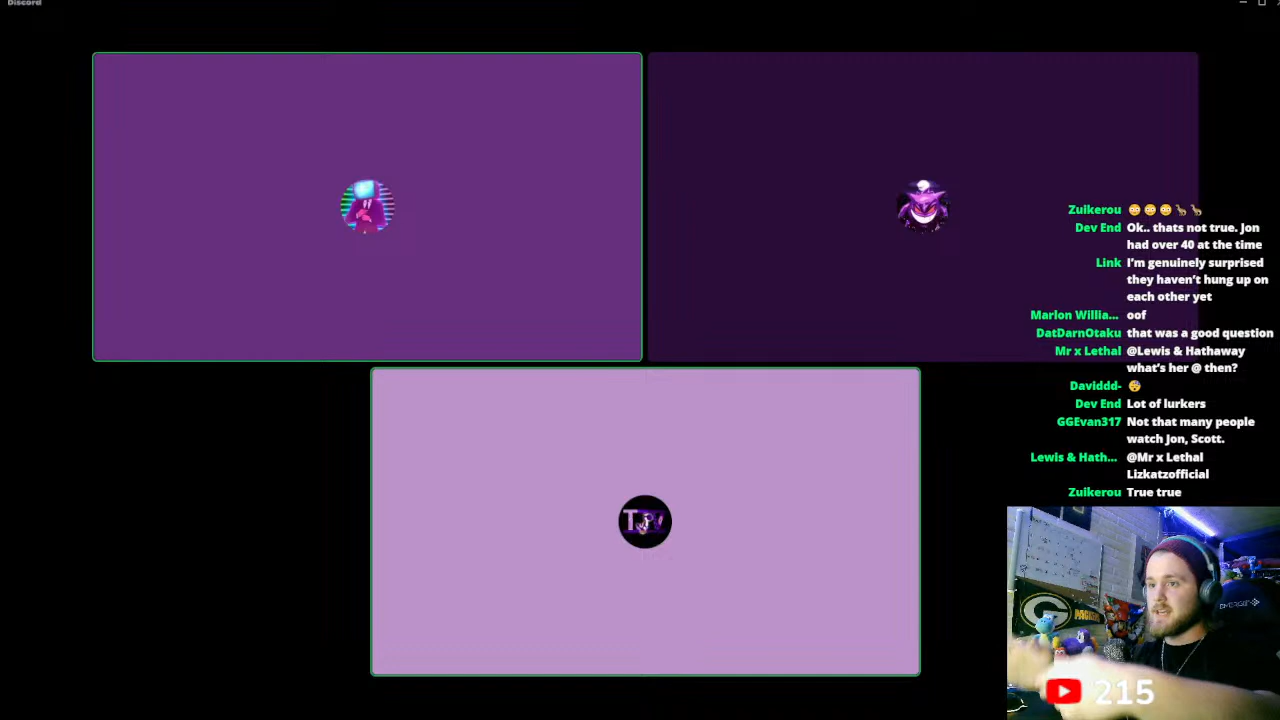 Discord
Zuikerou 😳😳😳🦒🦒
Dev End Ok.. thats not true. Jon
had over 40 at the time
Link I'm genuinely surprised
they haven't hung up on
each other yet
Marlon Willia... oof
DatDarnOtaku that was a good question
Mr x Lethal @Lewis & Hathaway
what's her @ then?
Daviddd- 😴
Dev End Lot of lurkers
GGEvan317 Not that many people
watch Jon, Scott.
Lewis & Hath... @Mr x Lethal
Lizkatzofficial
Zuikerou True true
G PACKERS
215